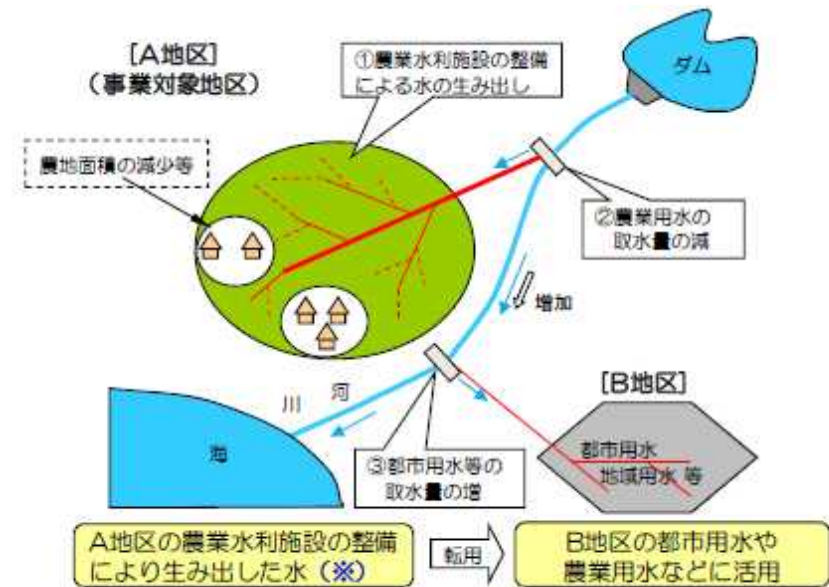 [A地区]
(事業対象地区)
①農業水利施設の整備
による水の生み出し
ダム
農地面積の減少等
②農業用水の
取水量の減
増加
[B地区]
川 河
海
③都市用水等の
取水量の増
都市用水
地域用水 等
A地区の農業水利施設の整備
により生み出した水(※)
転用
B地区の都市用水や
農業用水などに活用